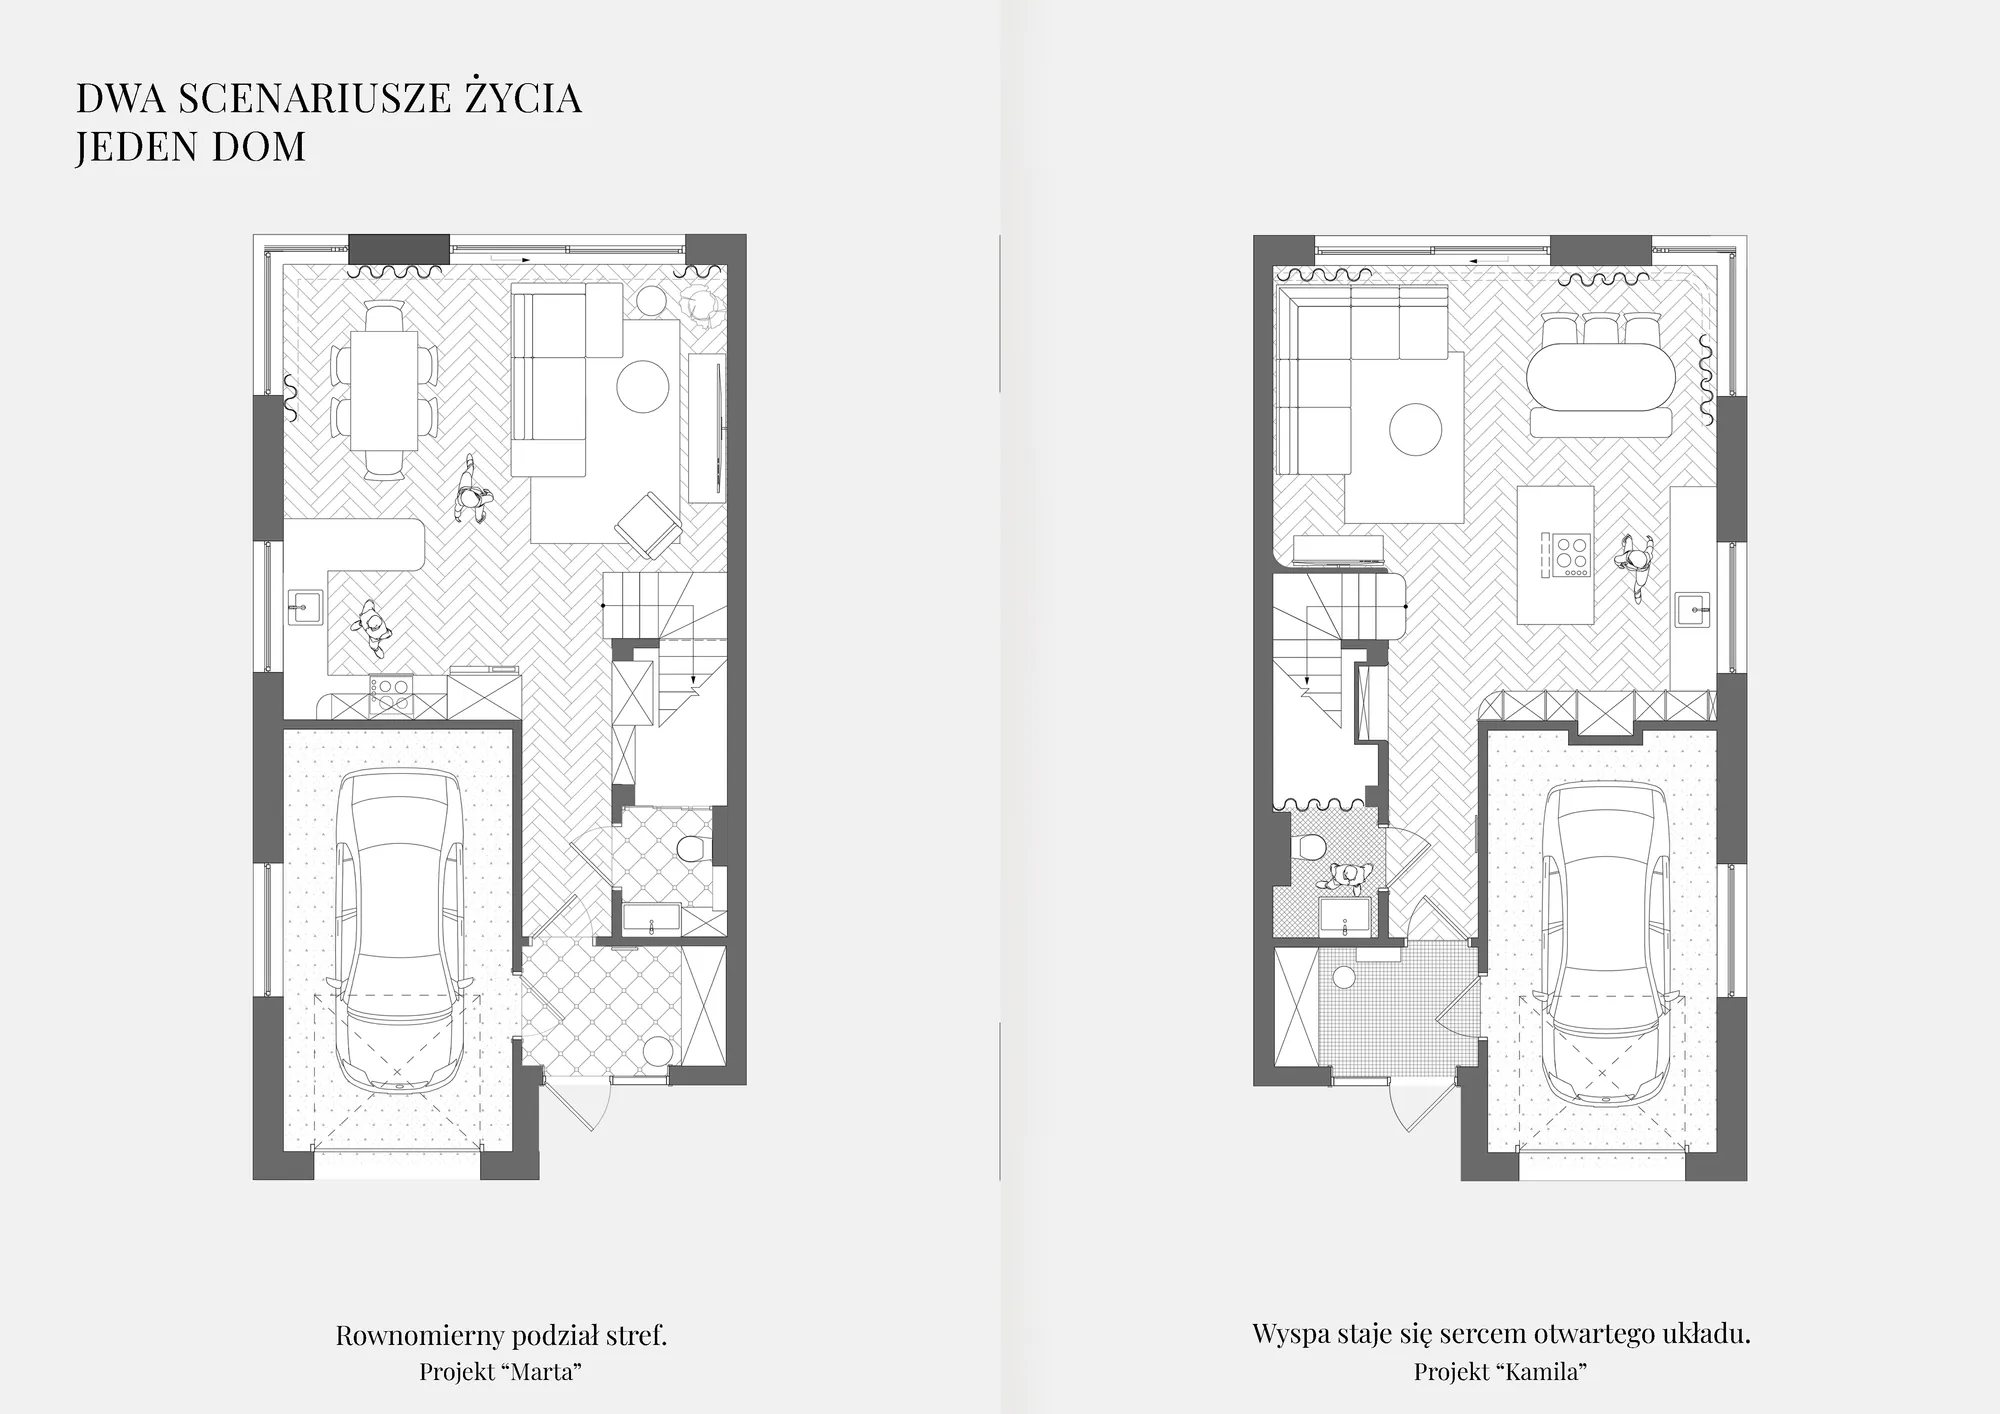 DWA SCENARIUSZE ŻYCIA
JEDEN DOM
Rownomierny podział stref.
Projekt “Marta”
Wyspa staje się sercem otwartego układu.
Projekt “Kamila”